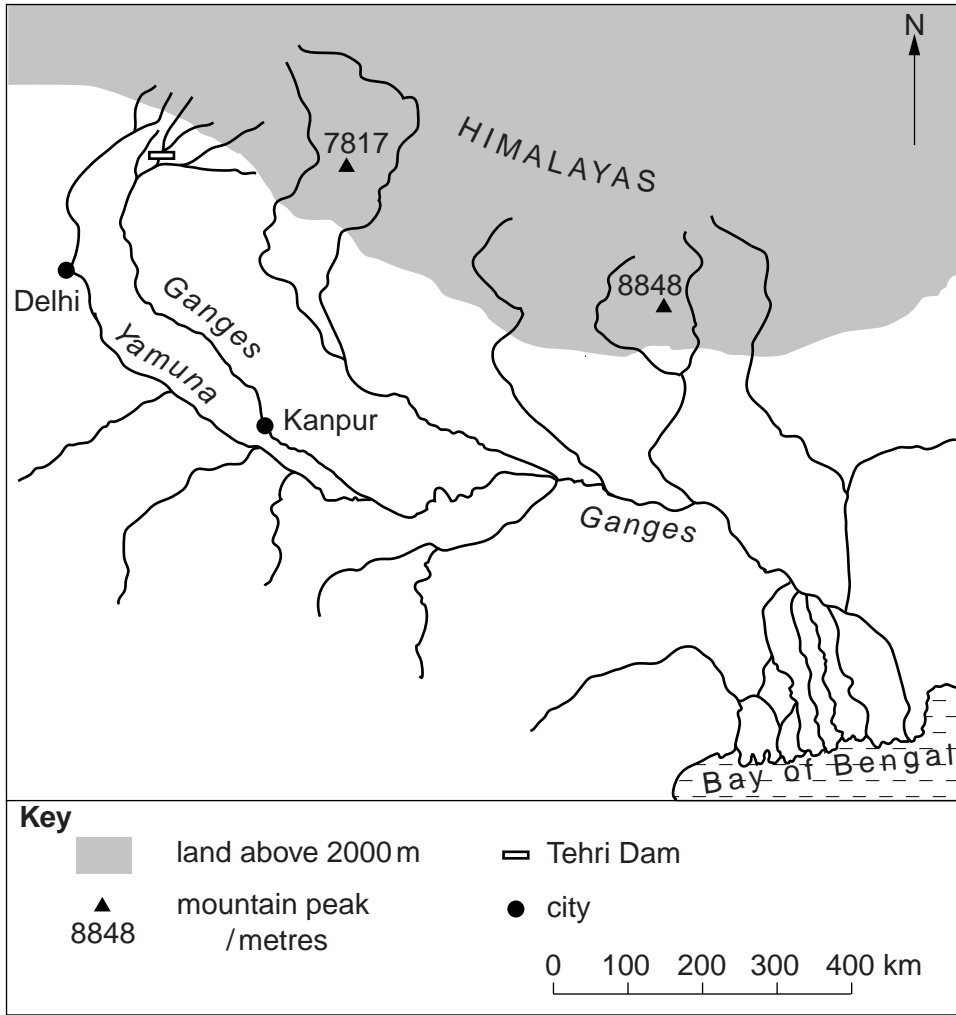 N
HIMALAYAS
7817
8848
Delhi
Ganges
Yamuna
Kanpur
Ganges
Bay of Bengal
Key
land above 2000 m
Tehri Dam
8848
mountain peak
/ metres
city
0 100 200 300 400 km